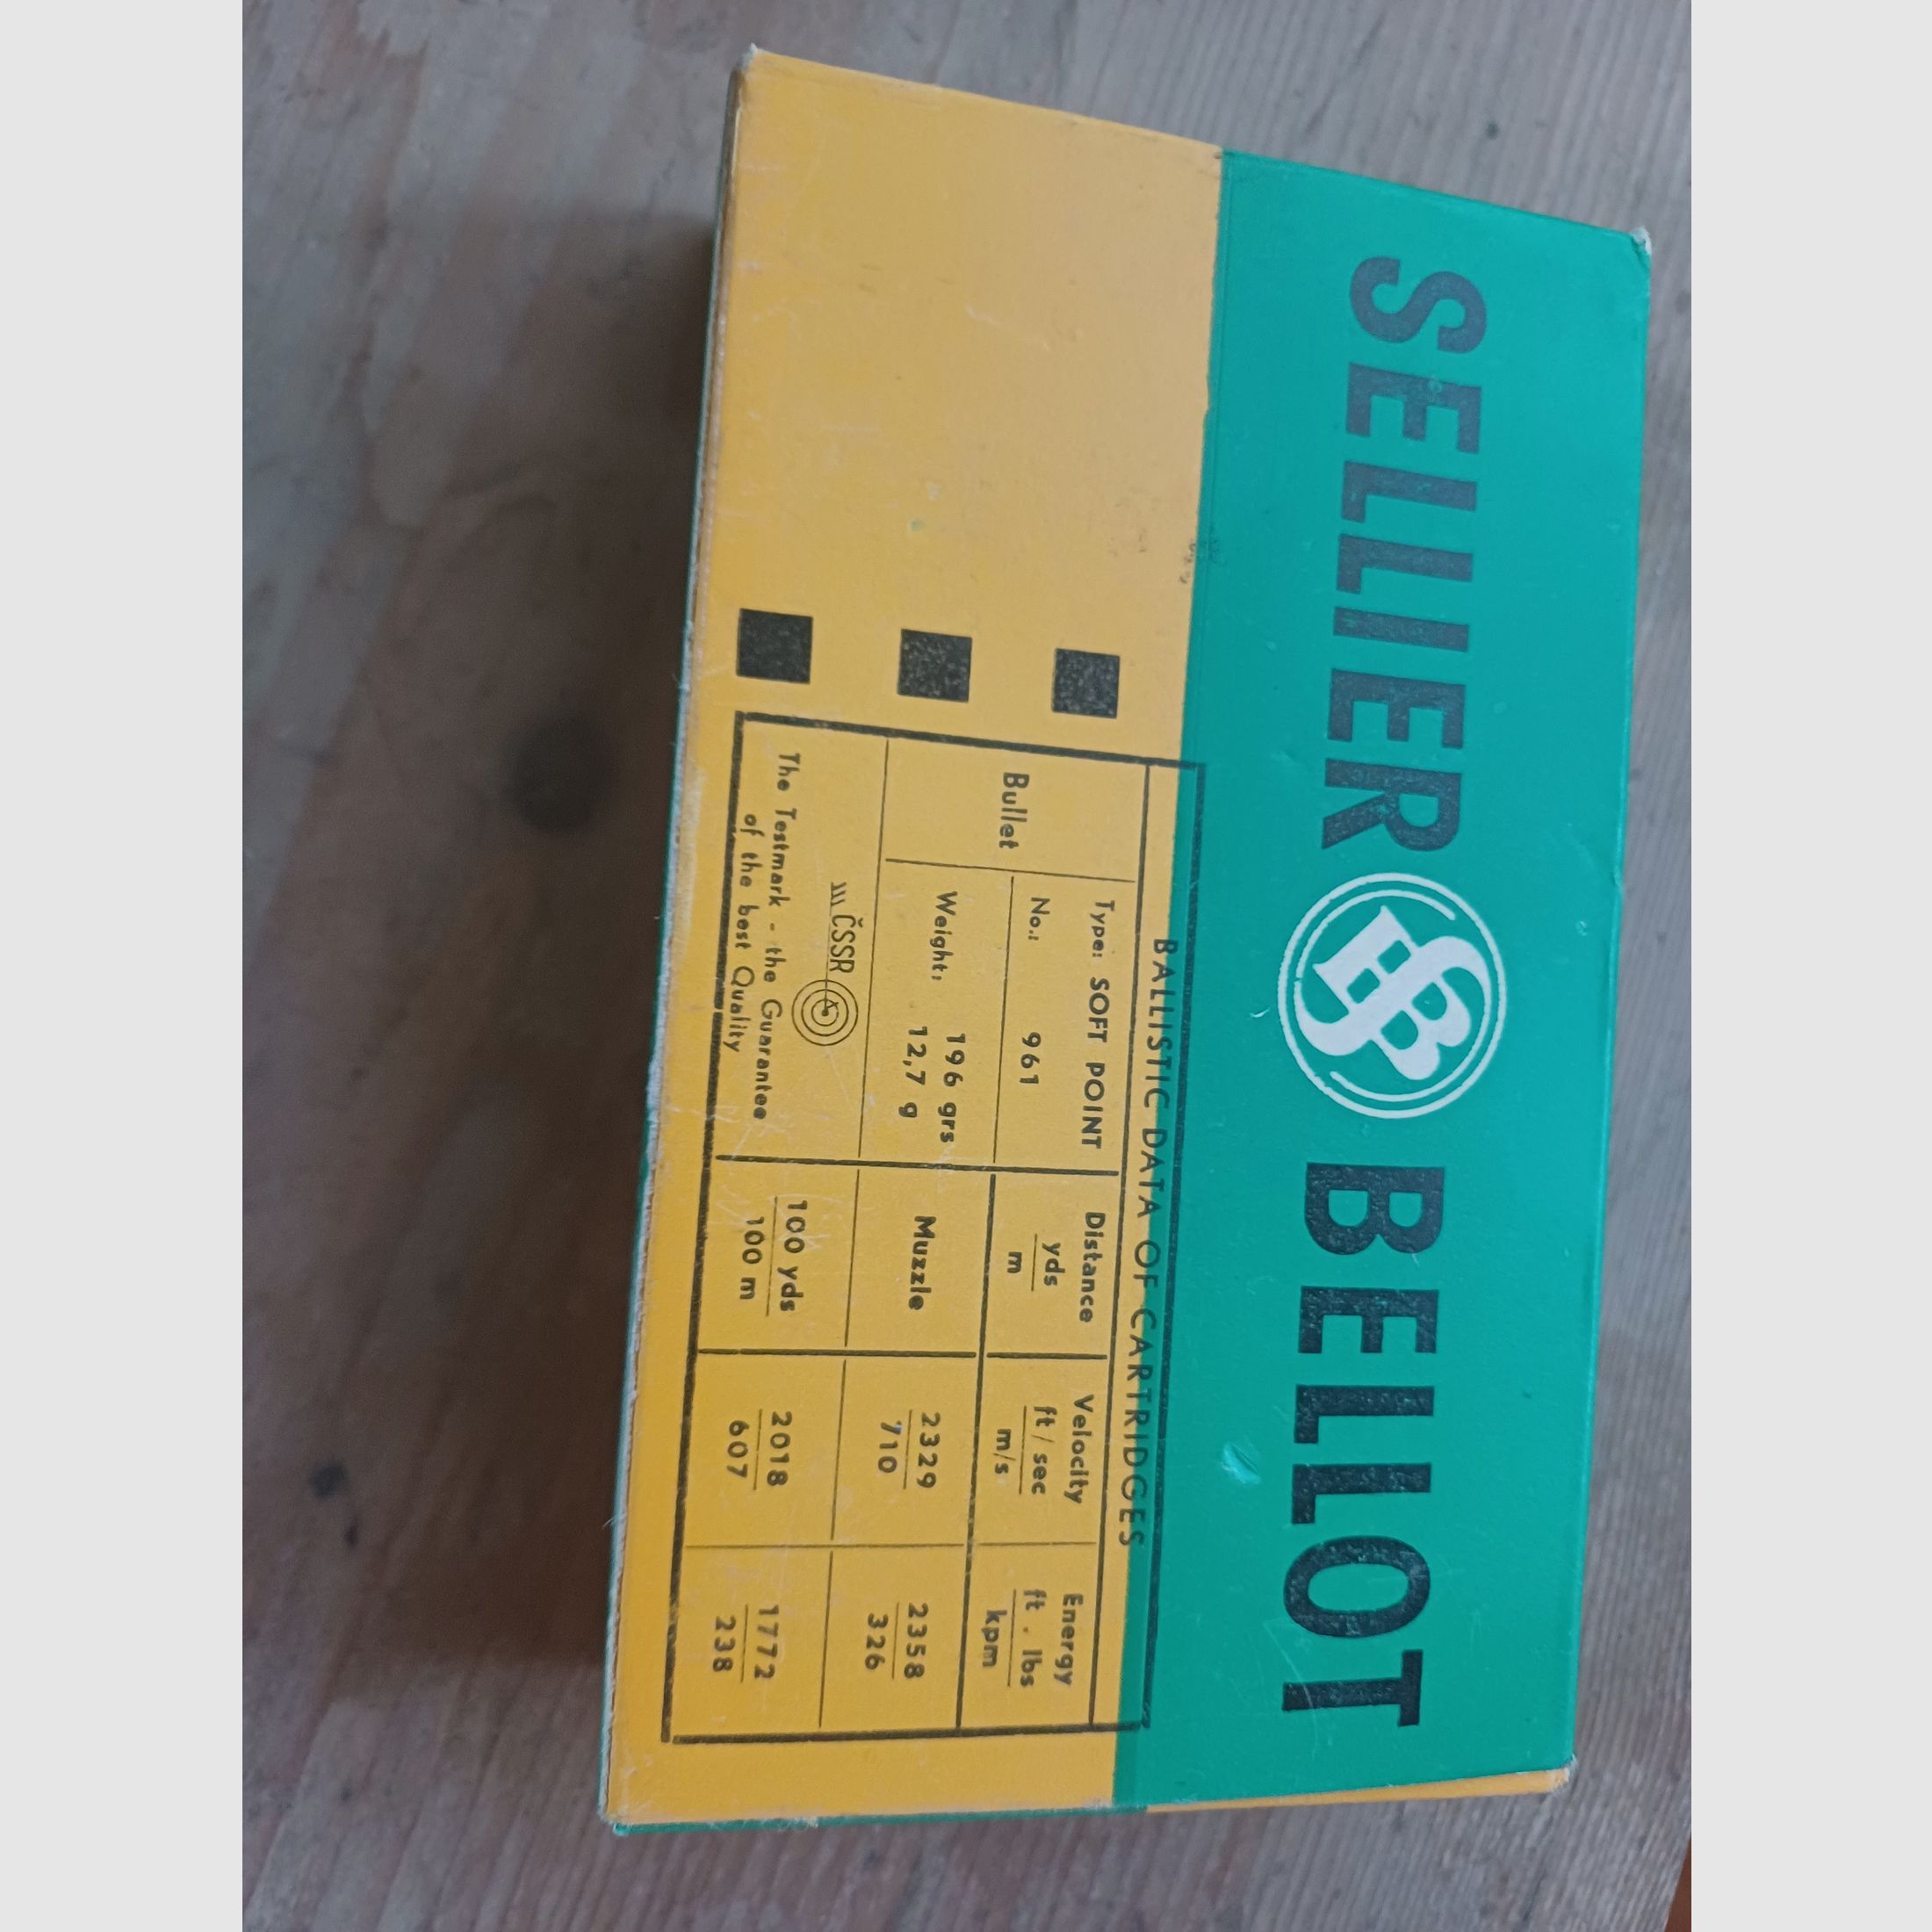 SELLIER SB BELLOT
BALLISTIC DATA OF CARTRIDGES
Bullet
Type: SOFT POINT
No.: 961
Weight: 196 grs
12,7 g
Distance
yds
m
Velocity
ft / sec
m/s
Energy
ft . lbs
kpm
Muzzle
2329
710
2358
326
ČSSR
The Testmark - the Guarantee
of the best Quality
100 yds
100 m
2018
607
1772
238